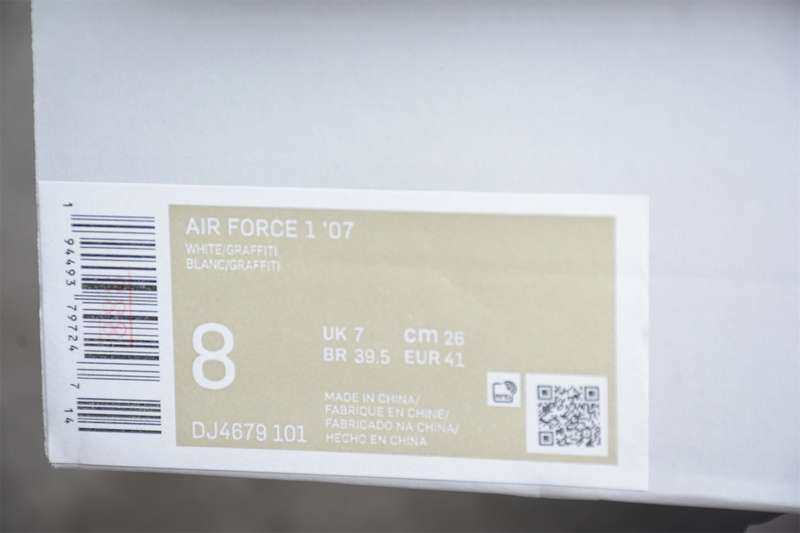 AIR FORCE 1 '07
WHITE/GRAFFITI
BLANC/GRAFFITI
8
UK 7 cm 26
BR 39.5 EUR 41
MADE IN CHINA/
FABRIQUE EN CHINE/
FABRICADO NA CHINA/
HECHO EN CHINA
DJ4679 101
1 94493 79724 7 14